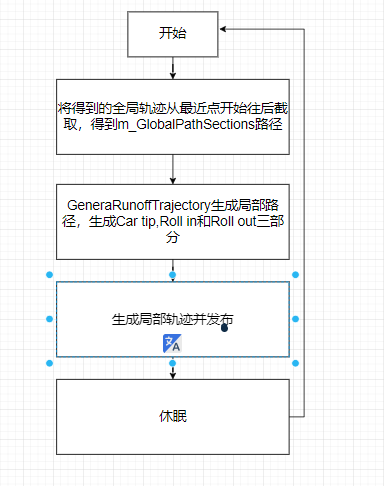 开始
将得到的全局轨迹从最近点开始往后截
取，得到m_GlobalPathSections路径
GeneraRunoffTrajectory生成局部路
径，生成Car tip,Roll in和Roll out三部
分
生成局部轨迹并发布
休眠